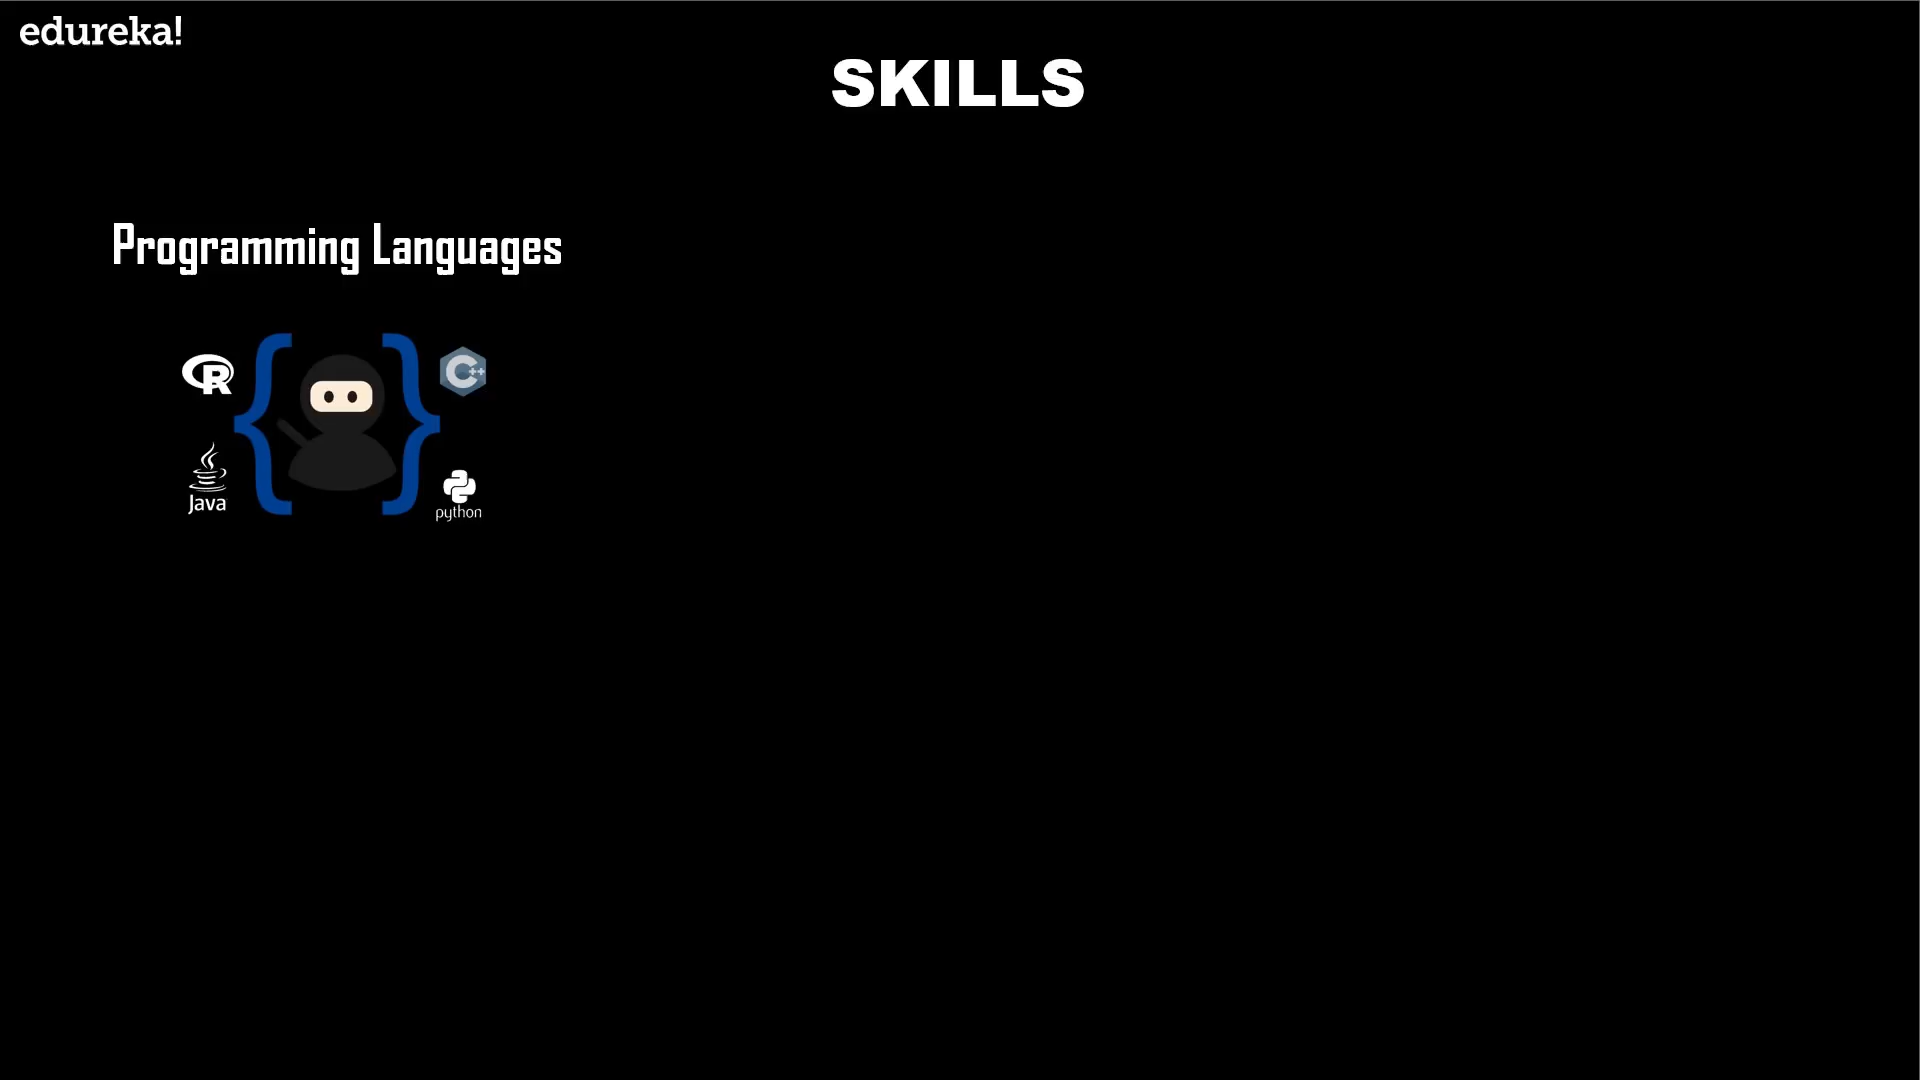 edureka!
SKILLS
Programming Languages
R
C++
Java
python